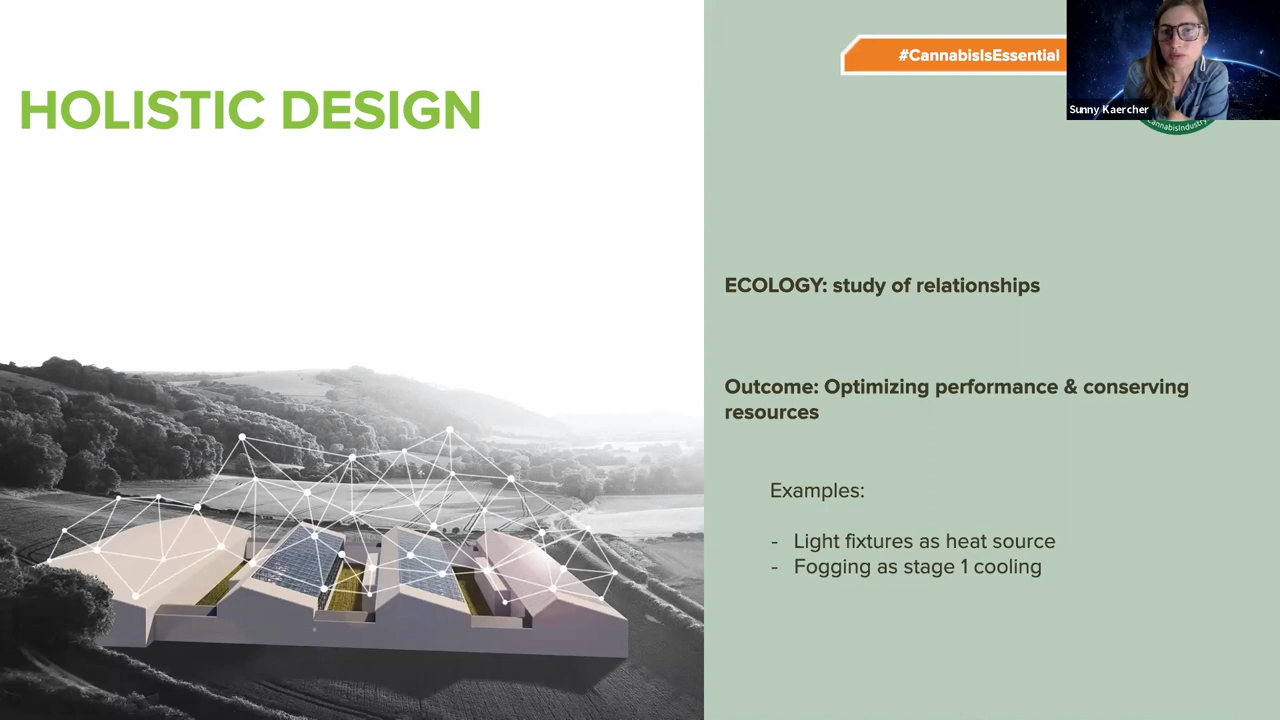 HOLISTIC DESIGN
#CannabisIsEssential
Sunny Kaercher
CannabisIndustry
ECOLOGY: study of relationships
Outcome: Optimizing performance & conserving
resources
Examples:
- Light fixtures as heat source
- Fogging as stage 1 cooling